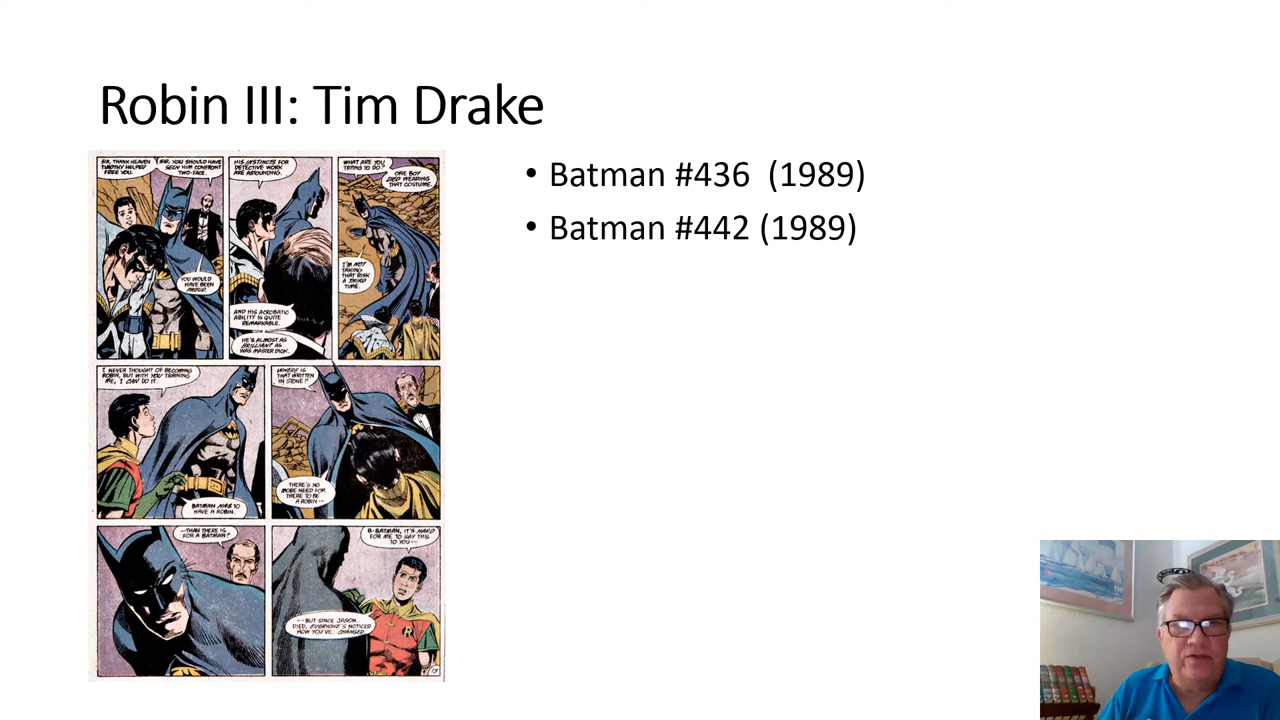 Robin III: Tim Drake
• Batman #436 (1989)
• Batman #442 (1989)
SIR, THANK HEAVEN
TIMOTHY HELPED
FREE YOU.
SIR, YOU SHOULD HAVE
SEEN HIM CONFRONT
TWO-FACE.
YOU WOULD
HAVE BEEN
PROUD.
HIS INSTINCTS FOR
DETECTIVE WORK
ARE ASTOUNDING.
AND HIS ACROBATIC
ABILITY IS QUITE
REMARKABLE.
HE'S ALMOST AS
BRILLIANT AS
WAS MASTER DICK.
WHAT ARE YOU
TRYING TO DO?
ONE BOY
DIED WEARING
THAT COSTUME.
I'M NOT
TAKING
THAT RISK
A THIRD
TIME.
I NEVER THOUGHT OF BECOMING
ROBIN, BUT WITH YOU TRAINING
ME, I CAN DO IT.
BATMAN HAS TO
HAVE A ROBIN.
WHERE IS
THAT WRITTEN
IN STONE?
THERE'S NO
MORE NEED FOR
THERE TO BE
A ROBIN--
--THAN THERE IS
FOR A BATMAN?
B-BATMAN, IT'S HARD
FOR ME TO SAY THIS
TO YOU--
--BUT SINCE JASON...
DIED, EVERYONE'S NOTICED
HOW YOU'VE... CHANGED.
R
13